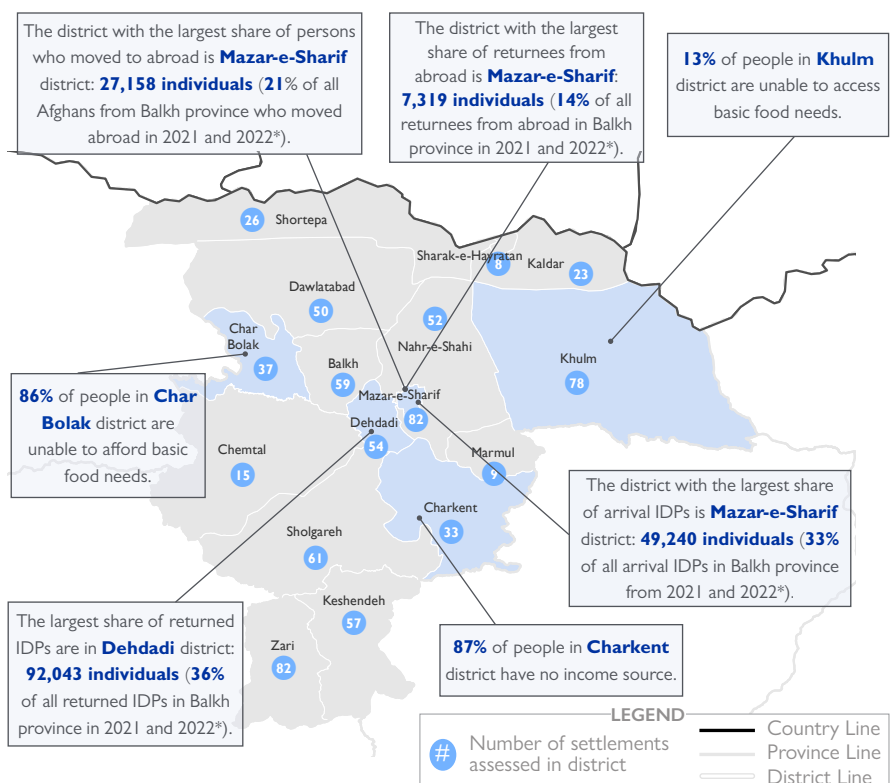 The district with the largest share of persons
who moved to abroad is Mazar-e-Sharif
district: 27,158 individuals (21% of all
Afghans from Balkh province who moved
abroad in 2021 and 2022*).
The district with the largest
share of returnees from
abroad is Mazar-e-Sharif:
7,319 individuals (14% of all
returnees from abroad in Balkh
province in 2021 and 2022*).
13% of people in Khulm
district are unable to access
basic food needs.
26 Shortepa
Sharak-e-Hayratan
8
Kaldar
23
Dawlatabad
50
52
Nahr-e-Shahi
Char
Bolak
37
Balkh
59
Khulm
78
Mazar-e-Sharif
82
Dehdadi
54
86% of people in Char
Bolak district are
unable to afford basic
food needs.
Chemtal
15
Marmul
9
Charkent
33
The district with the largest share
of arrival IDPs is Mazar-e-Sharif
district: 49,240 individuals (33%
of all arrival IDPs in Balkh province
from 2021 and 2022*).
Sholgareh
61
Keshendeh
57
Zari
82
The largest share of returned
IDPs are in Dehdadi district:
92,043 individuals (36%
of all returned IDPs in Balkh
province in 2021 and 2022*).
87% of people in Charkent
district have no income source.
LEGEND
# Number of settlements
assessed in district
Country Line
Province Line
District Line